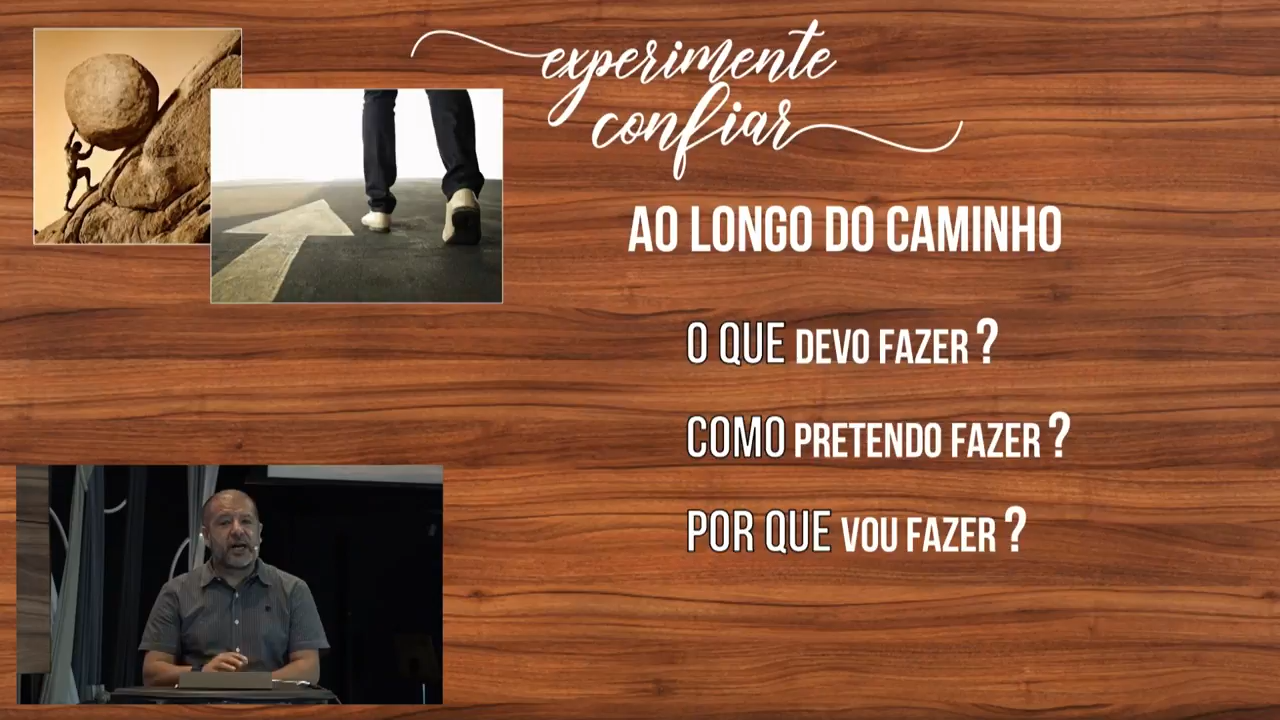 experimente
confiar
AO LONGO DO CAMINHO
O QUE DEVO FAZER ?
COMO PRETENDO FAZER ?
POR QUE VOU FAZER ?